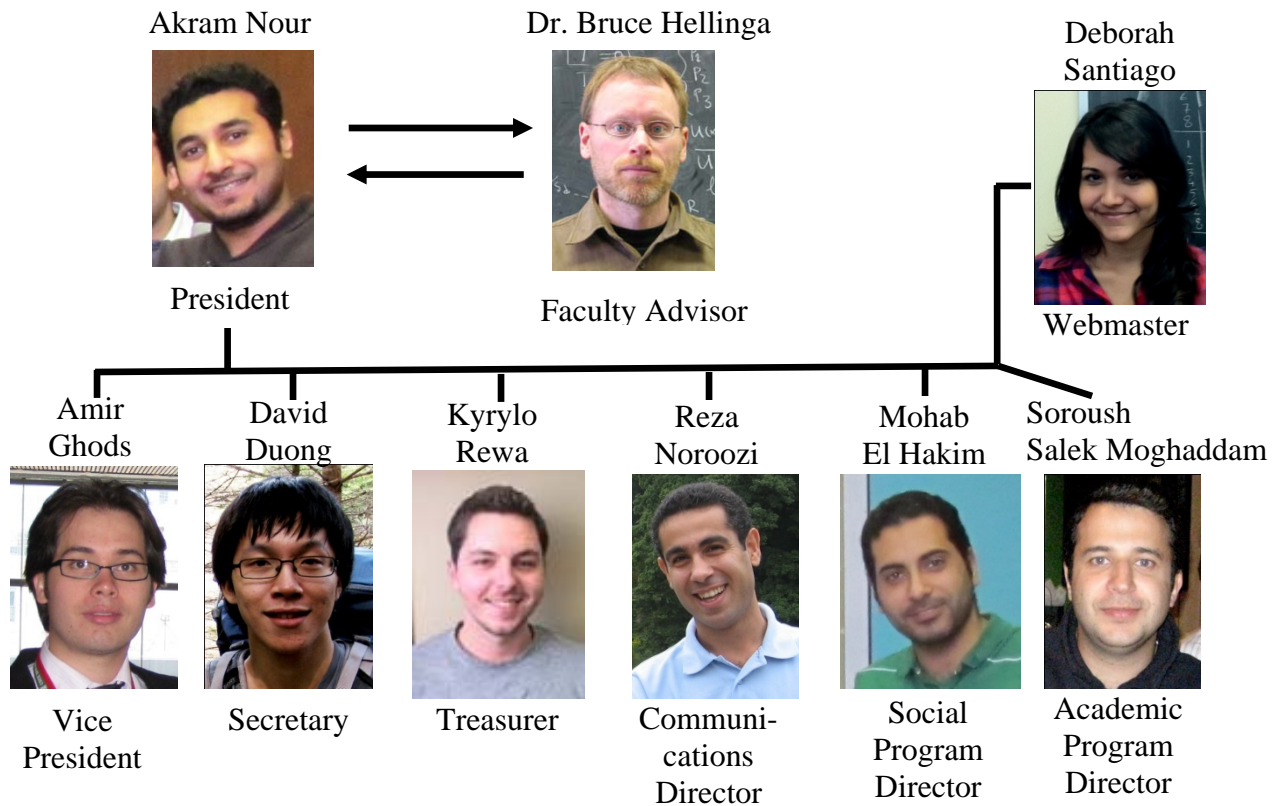 Akram Nour
Dr. Bruce Hellinga
Deborah
Santiago
President
Faculty Advisor
Webmaster
Amir
Ghods
David
Duong
Kyrylo
Rewa
Reza
Noroozi
Mohab
El Hakim
Soroush
Salek Moghaddam
Vice
President
Secretary
Treasurer
Communi-
cations
Director
Social
Program
Director
Academic
Program
Director